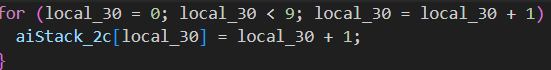 for (local_30 = 0; local_30 < 9; local_30 = local_30 + 1)
aiStack_2c[local_30] = local_30 + 1;
}